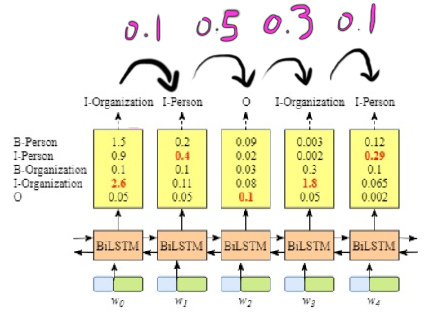 0.1 0.5 0.3 0.1
I-Organization I-Person O I-Organization I-Person
B-Person 1.5 0.2 0.09 0.003 0.12
I-Person 0.9 0.4 0.02 0.002 0.29
B-Organization 0.1 0.1 0.03 0.3 0.1
I-Organization 2.6 0.11 0.08 1.8 0.065
O 0.05 0.05 0.1 0.05 0.002
BiLSTM BiLSTM BiLSTM BiLSTM BiLSTM
w0 w1 w2 w3 w4